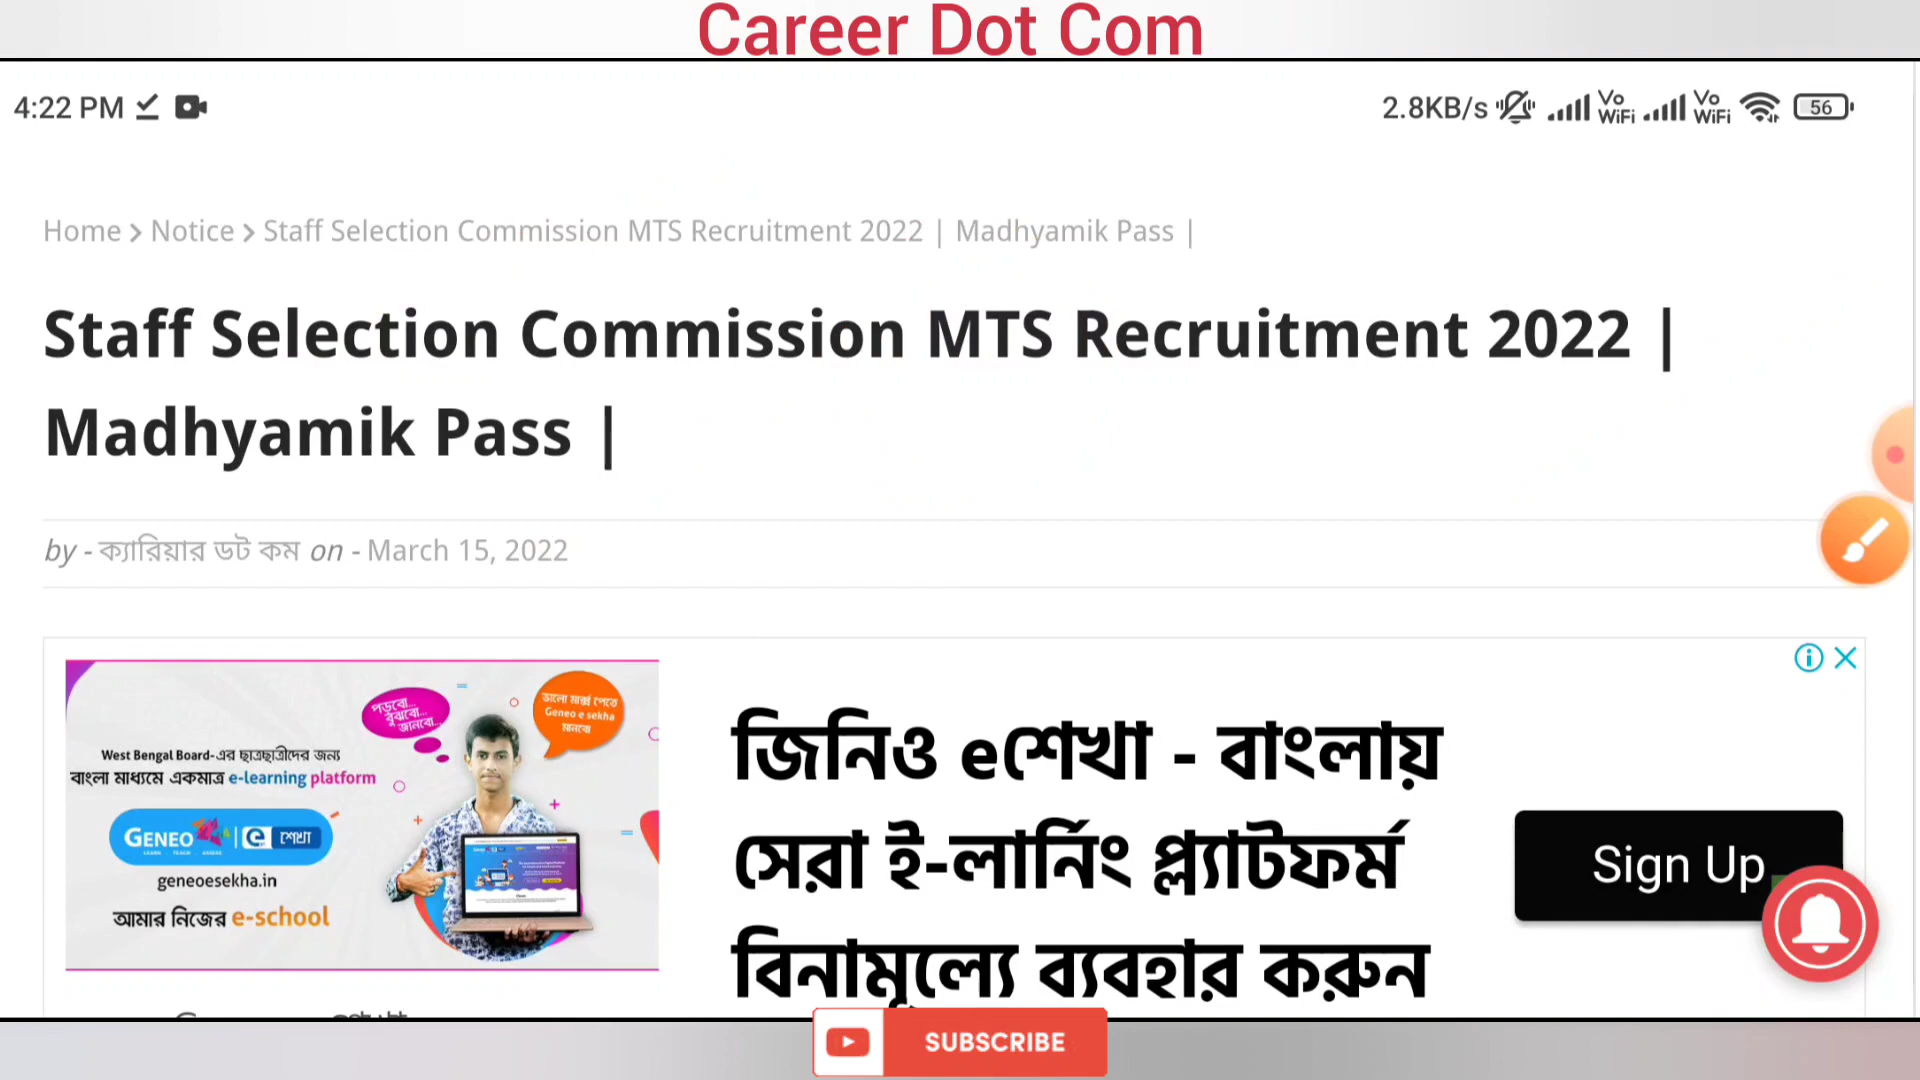 Career Dot Com
4:22 PM
2.8KB/s Vo WiFi Vo WiFi 56
Home > Notice > Staff Selection Commission MTS Recruitment 2022 | Madhyamik Pass |
Staff Selection Commission MTS Recruitment 2022 |
Madhyamik Pass |
by - ক্যারিয়ার ডট কম on - March 15, 2022
পড়বো...
বুঝবো...
জানবো...
ভালো মার্ক্স পেতে
Geneo e sekha
মানবো
West Bengal Board-এর ছাত্রছাত্রীদের জন্য
বাংলা মাধ্যমে একমাত্র e-learning platform
GENEO e শেখা
LEARN TEACH ASSESS
geneoesekha.in
আমার নিজের e-school
জিনিও eশেখা - বাংলায়
সেরা ই-লার্নিং প্ল্যাটফর্ম
বিনামূল্যে ব্যবহার করুন
Sign Up
SUBSCRIBE